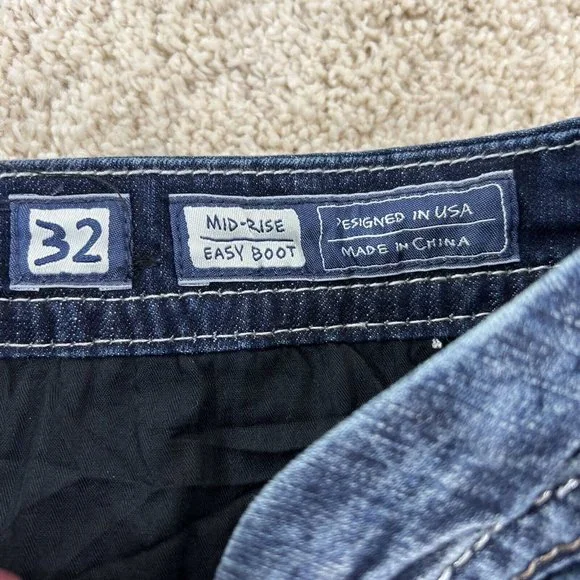 32
MID-RISE
EASY BOOT
DESIGNED IN USA
MADE IN CHINA